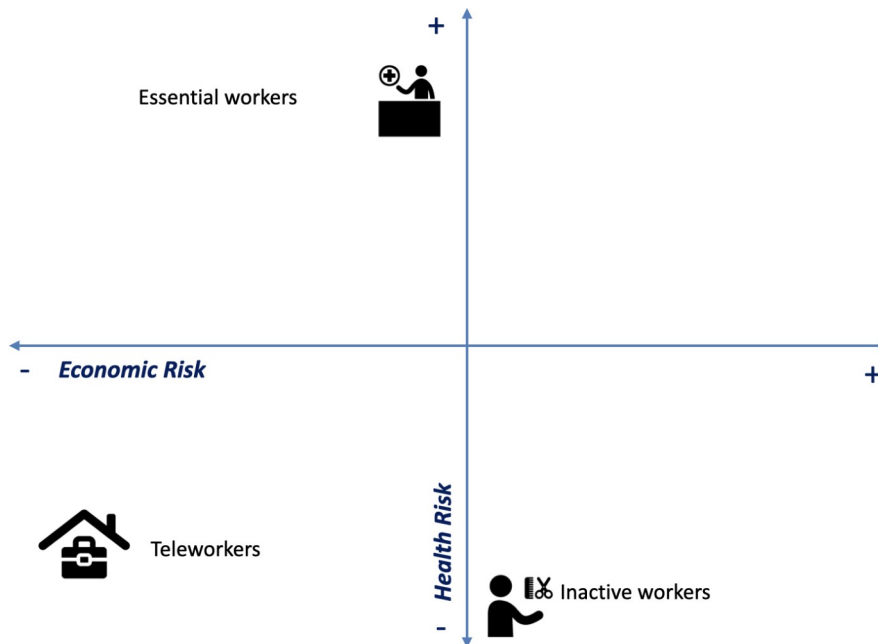 +
Essential workers
- Economic Risk
+
Health Risk
Teleworkers
Inactive workers
-